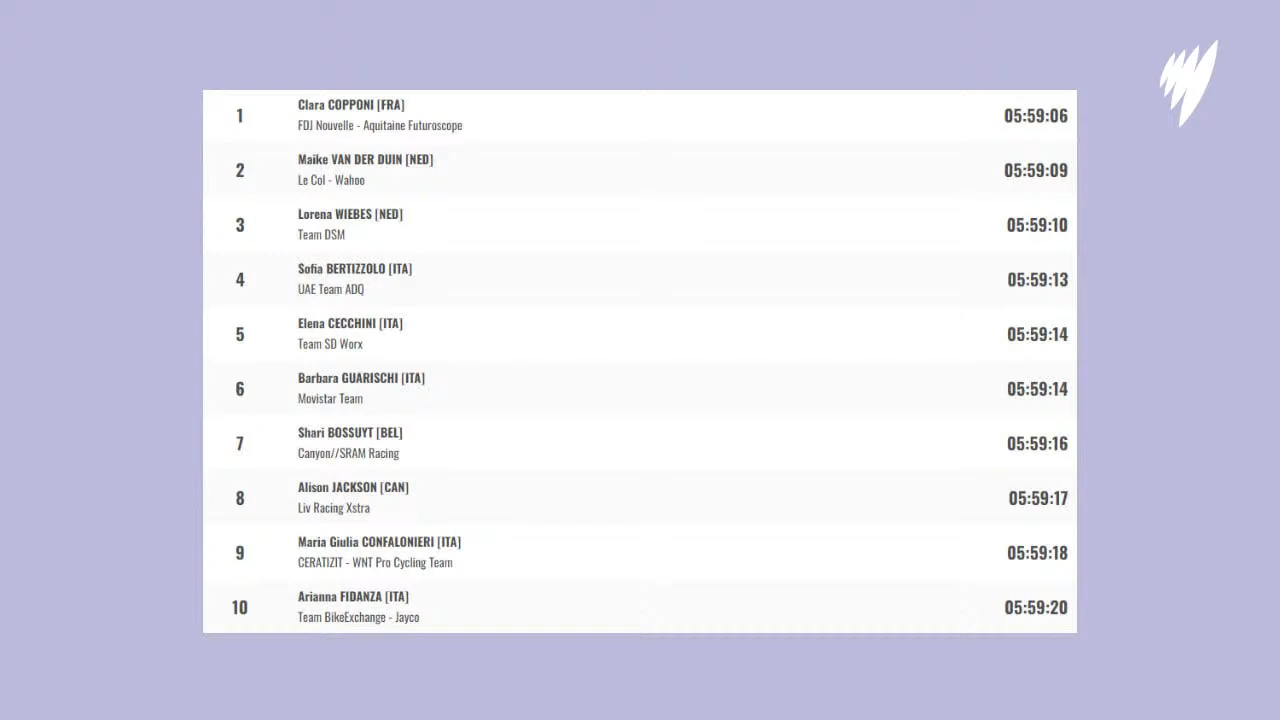 1
Clara COPPONI [FRA]
FDJ Nouvelle - Aquitaine Futuroscope
05:59:06
2
Maike VAN DER DUIN [NED]
Le Col - Wahoo
05:59:09
3
Lorena WIEBES [NED]
Team DSM
05:59:10
4
Sofia BERTIZZOLO [ITA]
UAE Team ADQ
05:59:13
5
Elena CECCHINI [ITA]
Team SD Worx
05:59:14
6
Barbara GUARISCHI [ITA]
Movistar Team
05:59:14
7
Shari BOSSUYT [BEL]
Canyon//SRAM Racing
05:59:16
8
Alison JACKSON [CAN]
Liv Racing Xstra
05:59:17
9
Maria Giulia CONFALONIERI [ITA]
CERATIZIT - WNT Pro Cycling Team
05:59:18
10
Arianna FIDANZA [ITA]
Team BikeExchange - Jayco
05:59:20